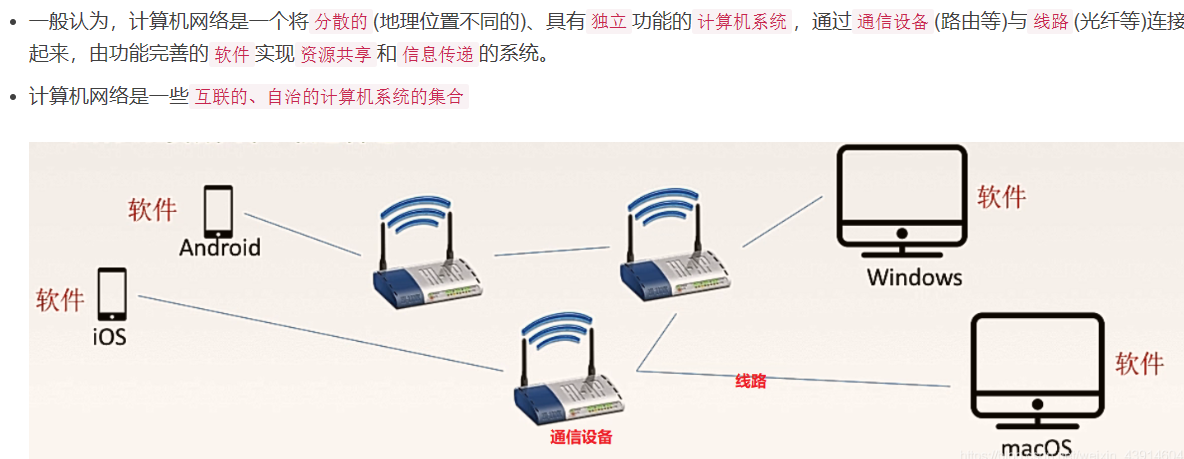 一般认为，计算机网络是一个将 分散的 (地理位置不同的)、具有 独立 功能的 计算机系统 ，通过 通信设备 (路由等)与 线路 (光纤等)连接
起来，由功能完善的 软件 实现 资源共享 和 信息传递 的系统。
计算机网络是一些 互联的、自治的计算机系统的集合
软件
Android
软件
Windows
软件
iOS
软件
线路
通信设备
macOS